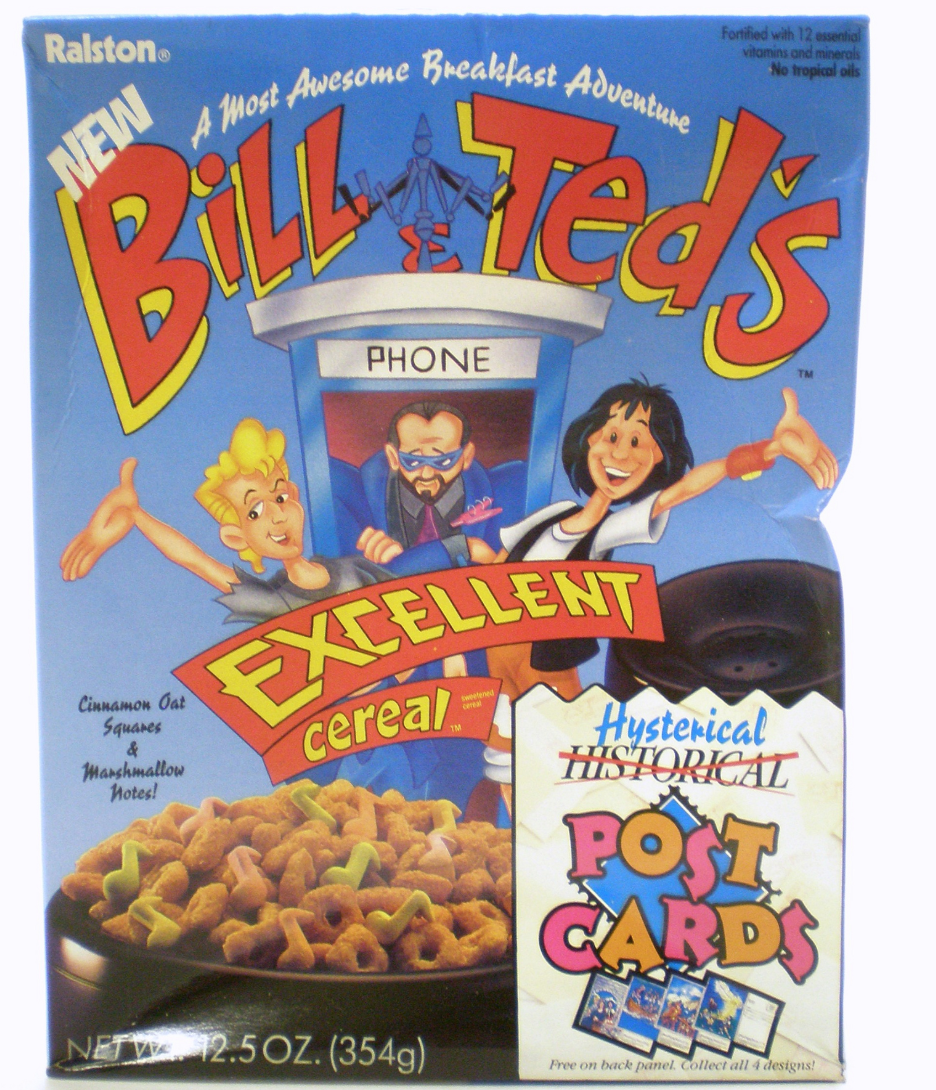 Ralston®
Fortified with 12 essential
vitamins and minerals
No tropical oils
NEW
A Most Awesome Breakfast Adventure
BiLL & Ted's ™
PHONE
EXCELLENT
cereal ™
sweetened
cereal
Cinnamon Oat
Squares
&
Marshmallow
Notes!
Hysterical
HISTORICAL
POST
CARDS
Free on back panel. Collect all 4 designs!
NET WT. 12.5 OZ. (354g)